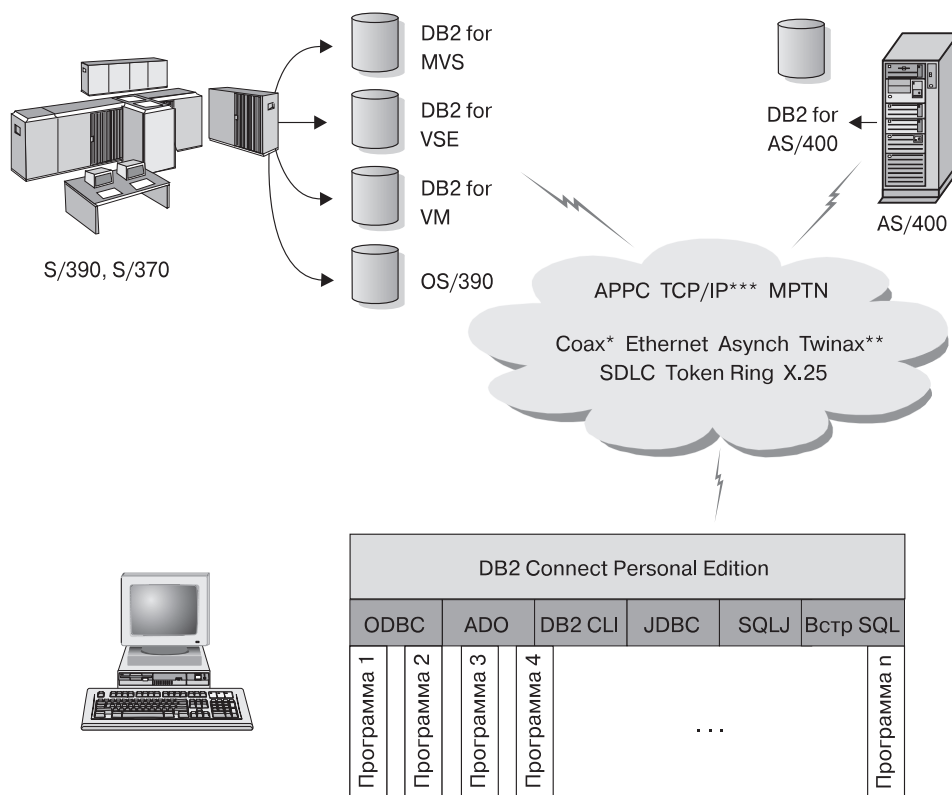 DB2 for
MVS
DB2 for
VSE
DB2 for
VM
OS/390
S/390, S/370
DB2 for
AS/400
AS/400
APPC TCP/IP*** MPTN
Coax* Ethernet Asynch Twinax**
SDLC Token Ring X.25
DB2 Connect Personal Edition
ODBC ADO DB2 CLI JDBC SQLJ Встр SQL
Программа 1
Программа 2
Программа 3
Программа 4
. . .
Программа n